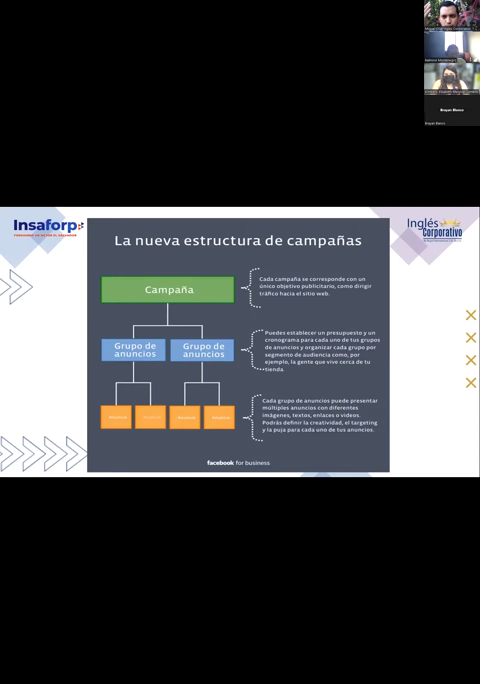 Brayan Blanco
Brayan Blanco
Insaforp
Inglés
Corporativo
La nueva estructura de campañas
Campaña
Cada campaña se corresponde con un
único objetivo publicitario, como dirigir
tráfico hacia el sitio web.
Grupo de
anuncios
Grupo de
anuncios
Puedes establecer un presupuesto y un
cronograma para cada uno de tus grupos
de anuncios y organizar cada grupo por
segmento de audiencia como, por
ejemplo, la gente que vive cerca de tu
tienda.
Cada grupo de anuncios puede presentar
múltiples anuncios con diferentes
imágenes, textos, enlaces o videos.
Podrás definir la creatividad, el targeting
y la puja para cada uno de tus anuncios.
facebook for business